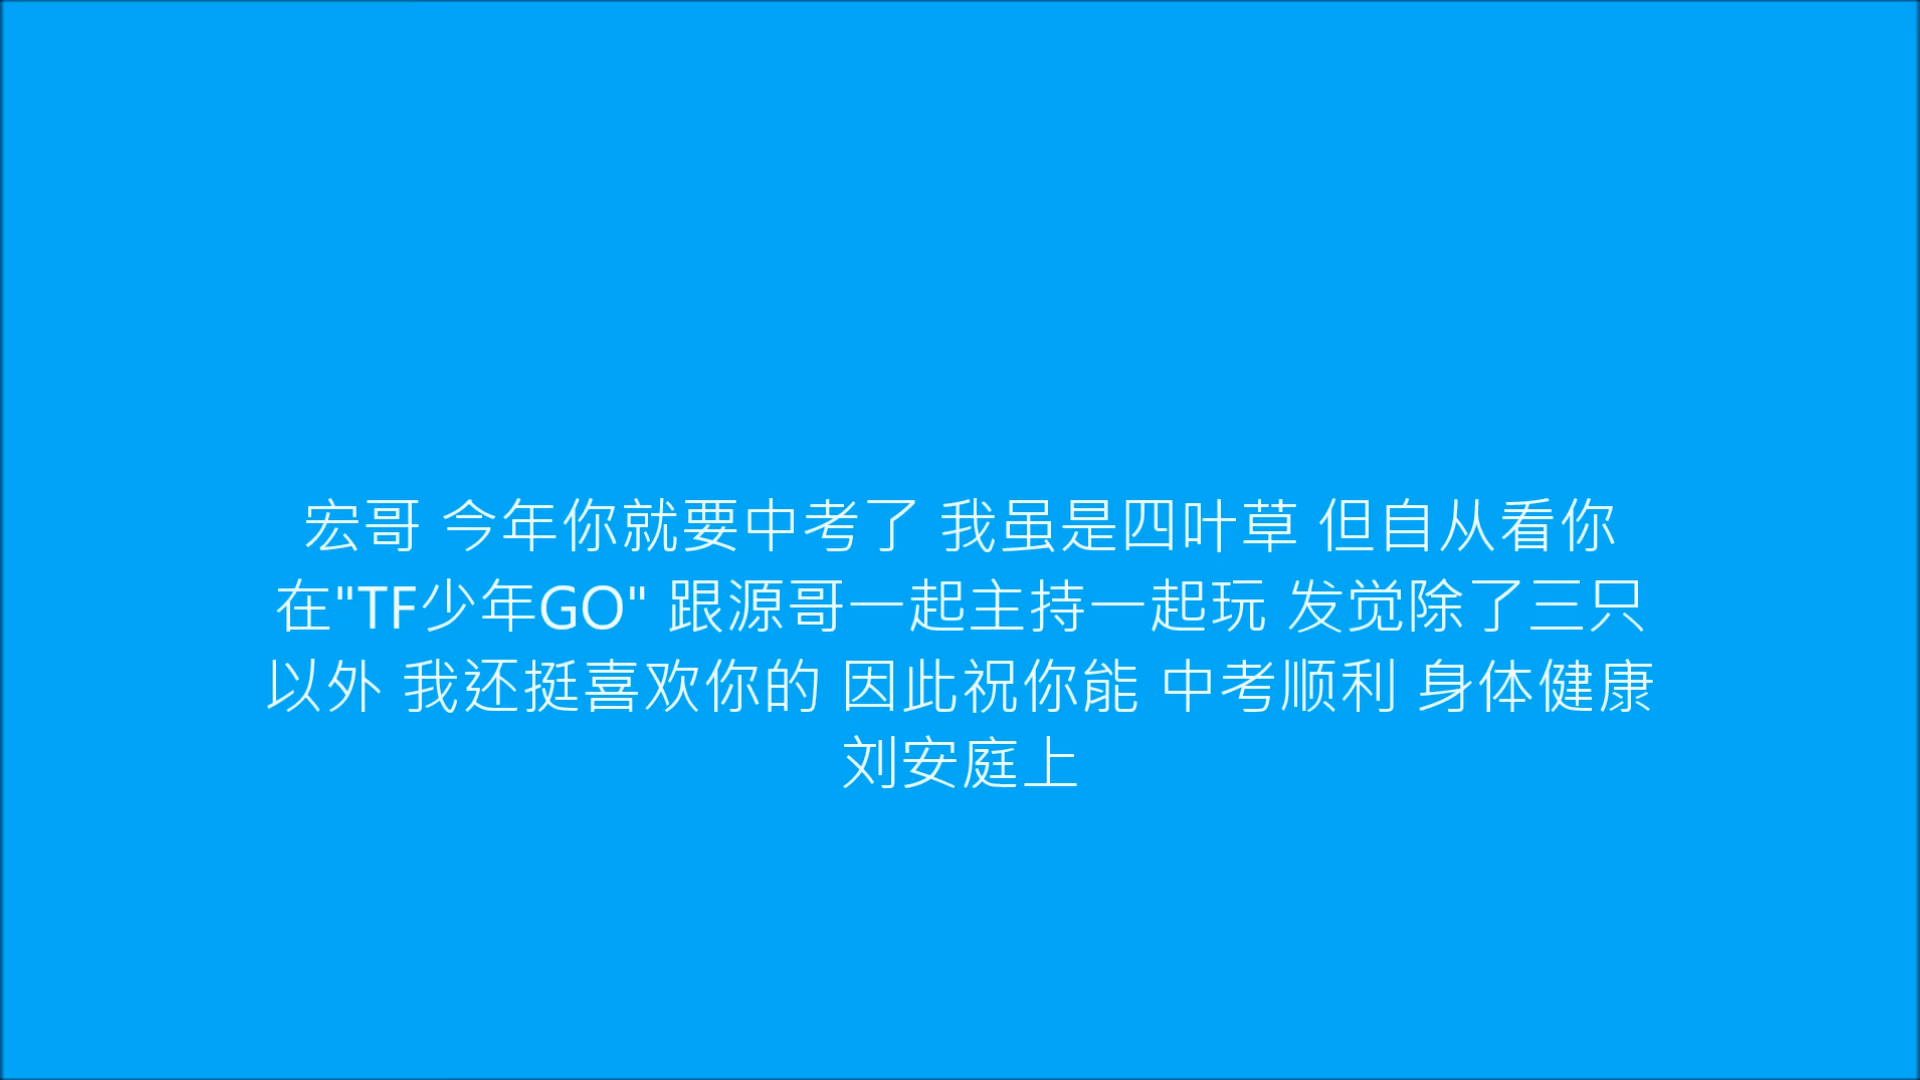 宏哥 今年你就要中考了 我虽是四叶草 但自从看你
在"TF少年GO" 跟源哥一起主持一起玩 发觉除了三只
以外 我还挺喜欢你的 因此祝你能 中考顺利 身体健康
刘安庭上